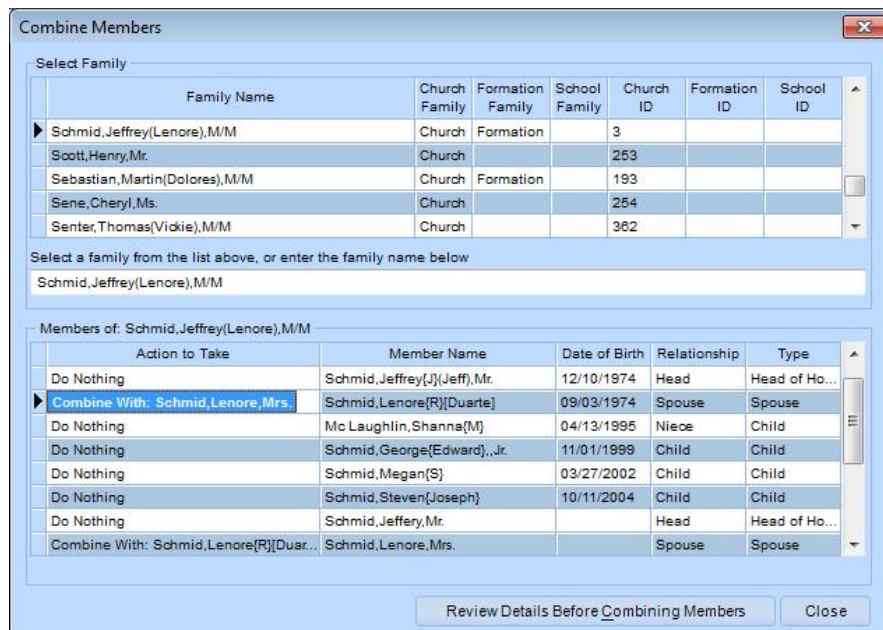 Combine Members
Select Family
Family Name Church Family Formation Family School Family Church ID Formation ID School ID
Schmid,Jeffrey(Lenore),M/M Church Formation 3
Scott,Henry,Mr. Church 253
Sebastian,Martin(Dolores),M/M Church Formation 193
Sene,Cheryl,Ms. Church 254
Senter,Thomas(Vickie),M/M Church 362
Select a family from the list above, or enter the family name below
Schmid,Jeffrey(Lenore),M/M
Members of: Schmid,Jeffrey(Lenore),M/M
Action to Take Member Name Date of Birth Relationship Type
Do Nothing Schmid,Jeffrey{J}(Jeff),Mr. 12/10/1974 Head Head of Ho...
Combine With: Schmid,Lenore,Mrs. Schmid,Lenore{R}[Duarte] 09/03/1974 Spouse Spouse
Do Nothing Mc Laughlin,Shanna{M} 04/13/1995 Niece Child
Do Nothing Schmid,George{Edward},,Jr. 11/01/1999 Child Child
Do Nothing Schmid,Megan{S} 03/27/2002 Child Child
Do Nothing Schmid,Steven{Joseph} 10/11/2004 Child Child
Do Nothing Schmid,Jeffery,Mr. Head Head of Ho...
Combine With: Schmid,Lenore{R}[Duar... Schmid,Lenore,Mrs. Spouse Spouse
Review Details Before Combining Members Close